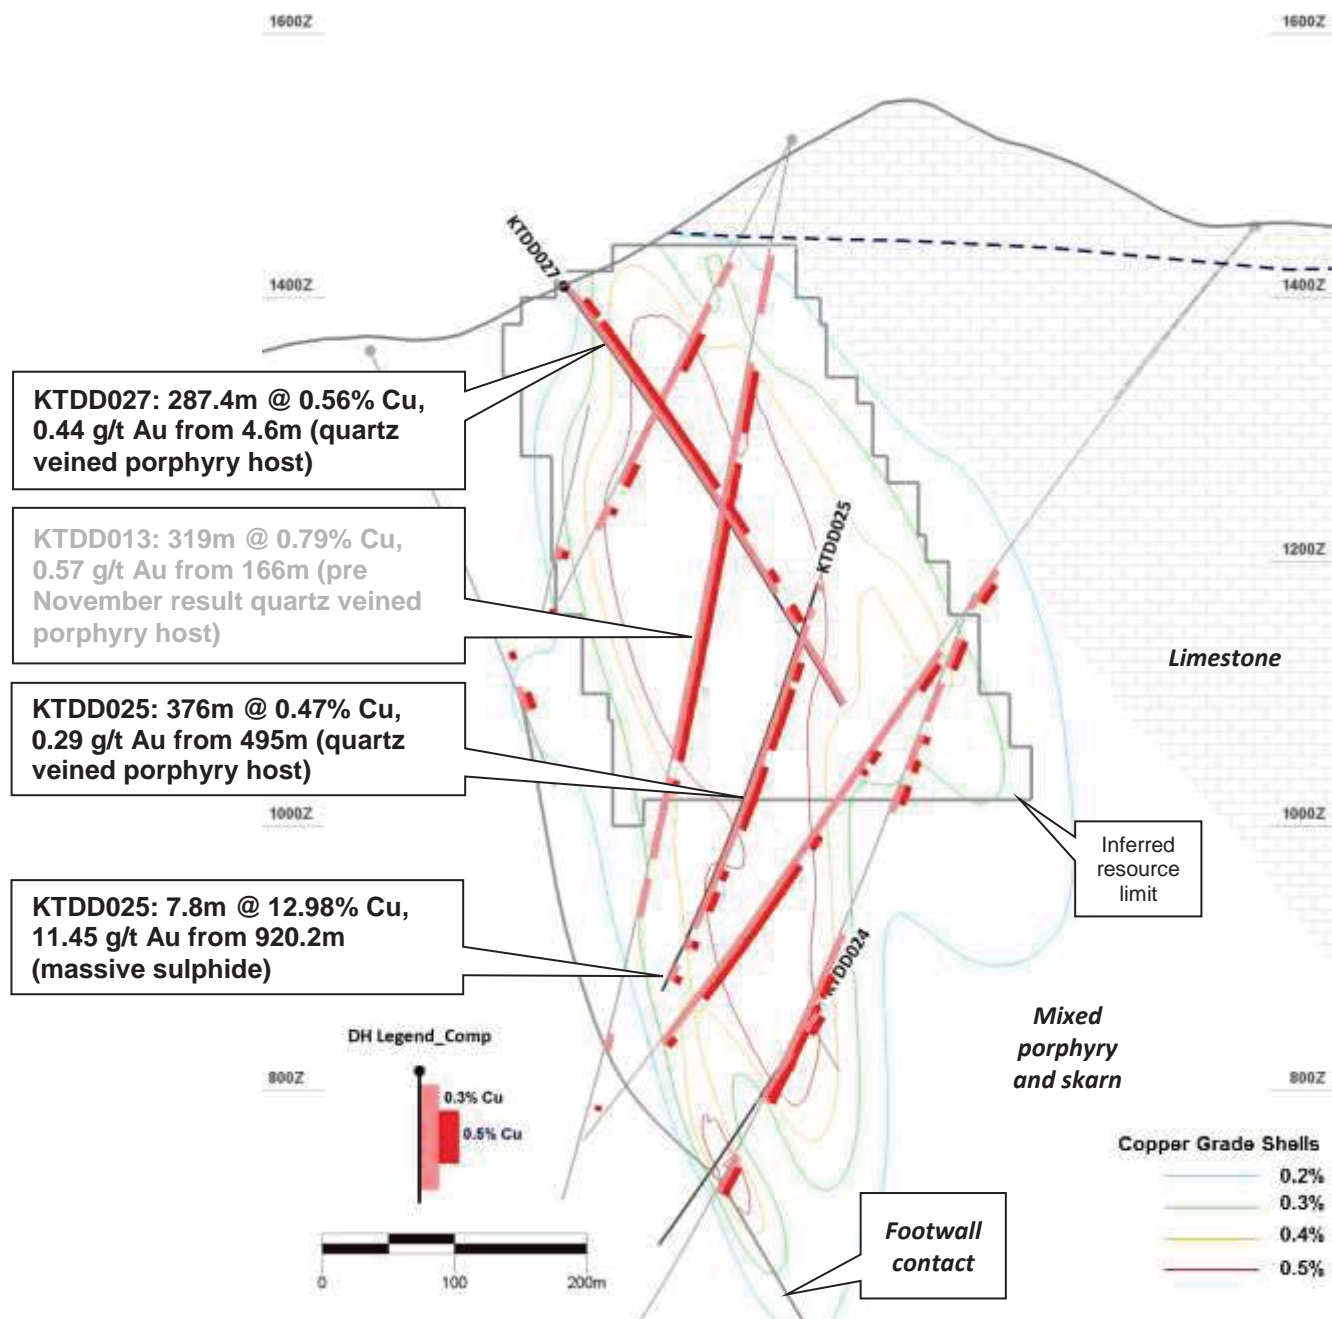 1600Z
1600Z
KTDD027
1400Z
1400Z
KTDD027: 287.4m @ 0.56% Cu,
0.44 g/t Au from 4.6m (quartz
veined porphyry host)
KTDD025
KTDD013: 319m @ 0.79% Cu,
0.57 g/t Au from 166m (pre
November result quartz veined
porphyry host)
1200Z
Limestone
KTDD025: 376m @ 0.47% Cu,
0.29 g/t Au from 495m (quartz
veined porphyry host)
1000Z
1000Z
Inferred
resource
limit
KTDD025: 7.8m @ 12.98% Cu,
11.45 g/t Au from 920.2m
(massive sulphide)
KTDD024
Mixed
porphyry
and skarn
DH Legend_Comp
0.3% Cu
0.5% Cu
800Z
800Z
Copper Grade Shells
0.2%
0.3%
0.4%
0.5%
Footwall
contact
0
100
200m